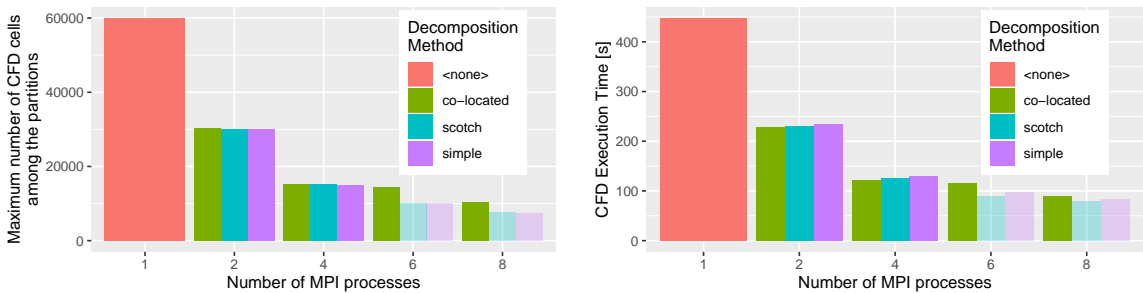 Maximum number of CFD cells
among the partitions
60000
40000
20000
0
1
2
4
6
8
Number of MPI processes
Decomposition
Method
<none>
co−located
scotch
simple
CFD Execution Time [s]
400
300
200
100
0
1
2
4
6
8
Number of MPI processes
Decomposition
Method
<none>
co−located
scotch
simple